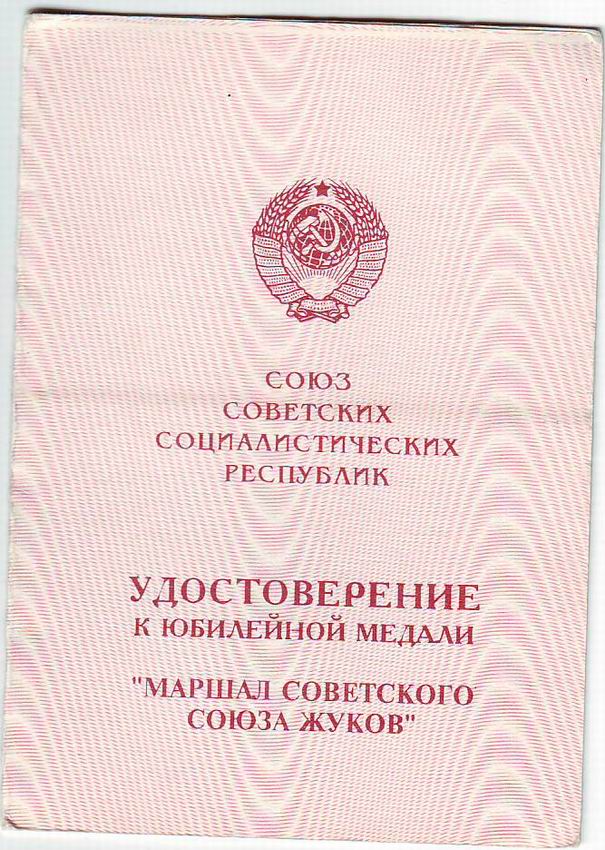 СОЮЗ
СОВЕТСКИХ
СОЦИАЛИСТИЧЕСКИХ
РЕСПУБЛИК
УДОСТОВЕРЕНИЕ
К ЮБИЛЕЙНОЙ МЕДАЛИ
"МАРШАЛ СОВЕТСКОГО
СОЮЗА ЖУКОВ"